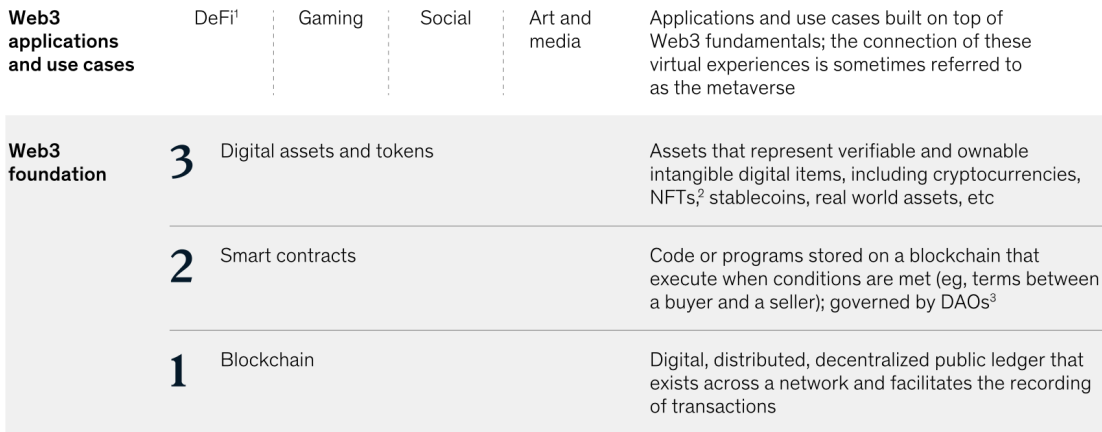 Web3
applications
and use cases
DeFi¹
Gaming
Social
Art and
media
Applications and use cases built on top of
Web3 fundamentals; the connection of these
virtual experiences is sometimes referred to
as the metaverse
Web3
foundation
3
Digital assets and tokens
Assets that represent verifiable and ownable
intangible digital items, including cryptocurrencies,
NFTs,² stablecoins, real world assets, etc
2
Smart contracts
Code or programs stored on a blockchain that
execute when conditions are met (eg, terms between
a buyer and a seller); governed by DAOs³
1
Blockchain
Digital, distributed, decentralized public ledger that
exists across a network and facilitates the recording
of transactions